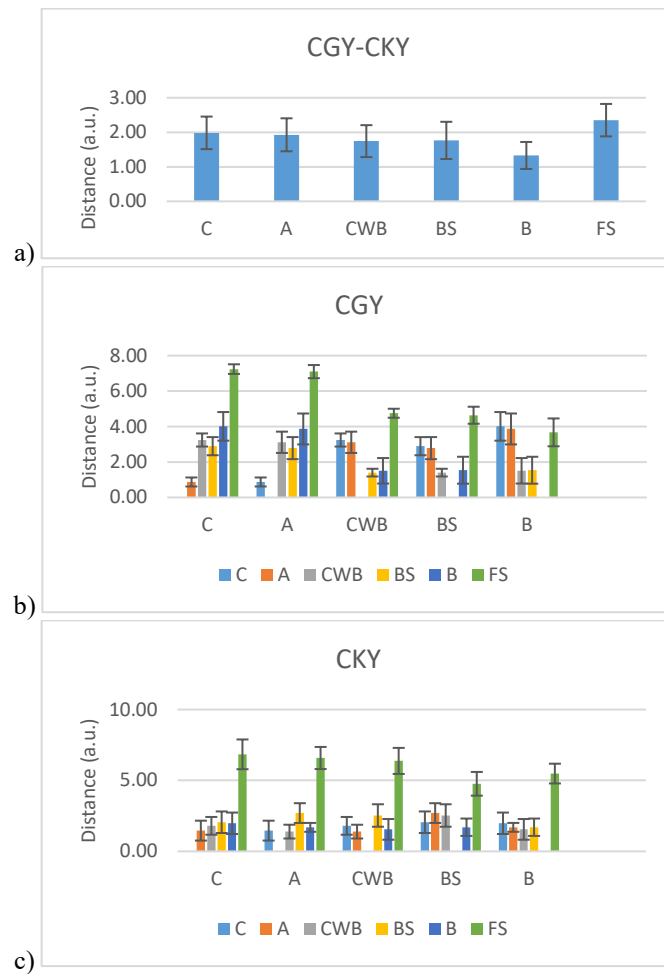 CGY-CKY
Distance (a.u.)
3.00
2.00
1.00
0.00
C A CWB BS B FS
a)
CGY
Distance (a.u.)
8.00
6.00
4.00
2.00
0.00
C A CWB BS B
C A CWB BS B FS
b)
CKY
Distance (a.u.)
10.00
5.00
0.00
C A CWB BS B
C A CWB BS B FS
c)